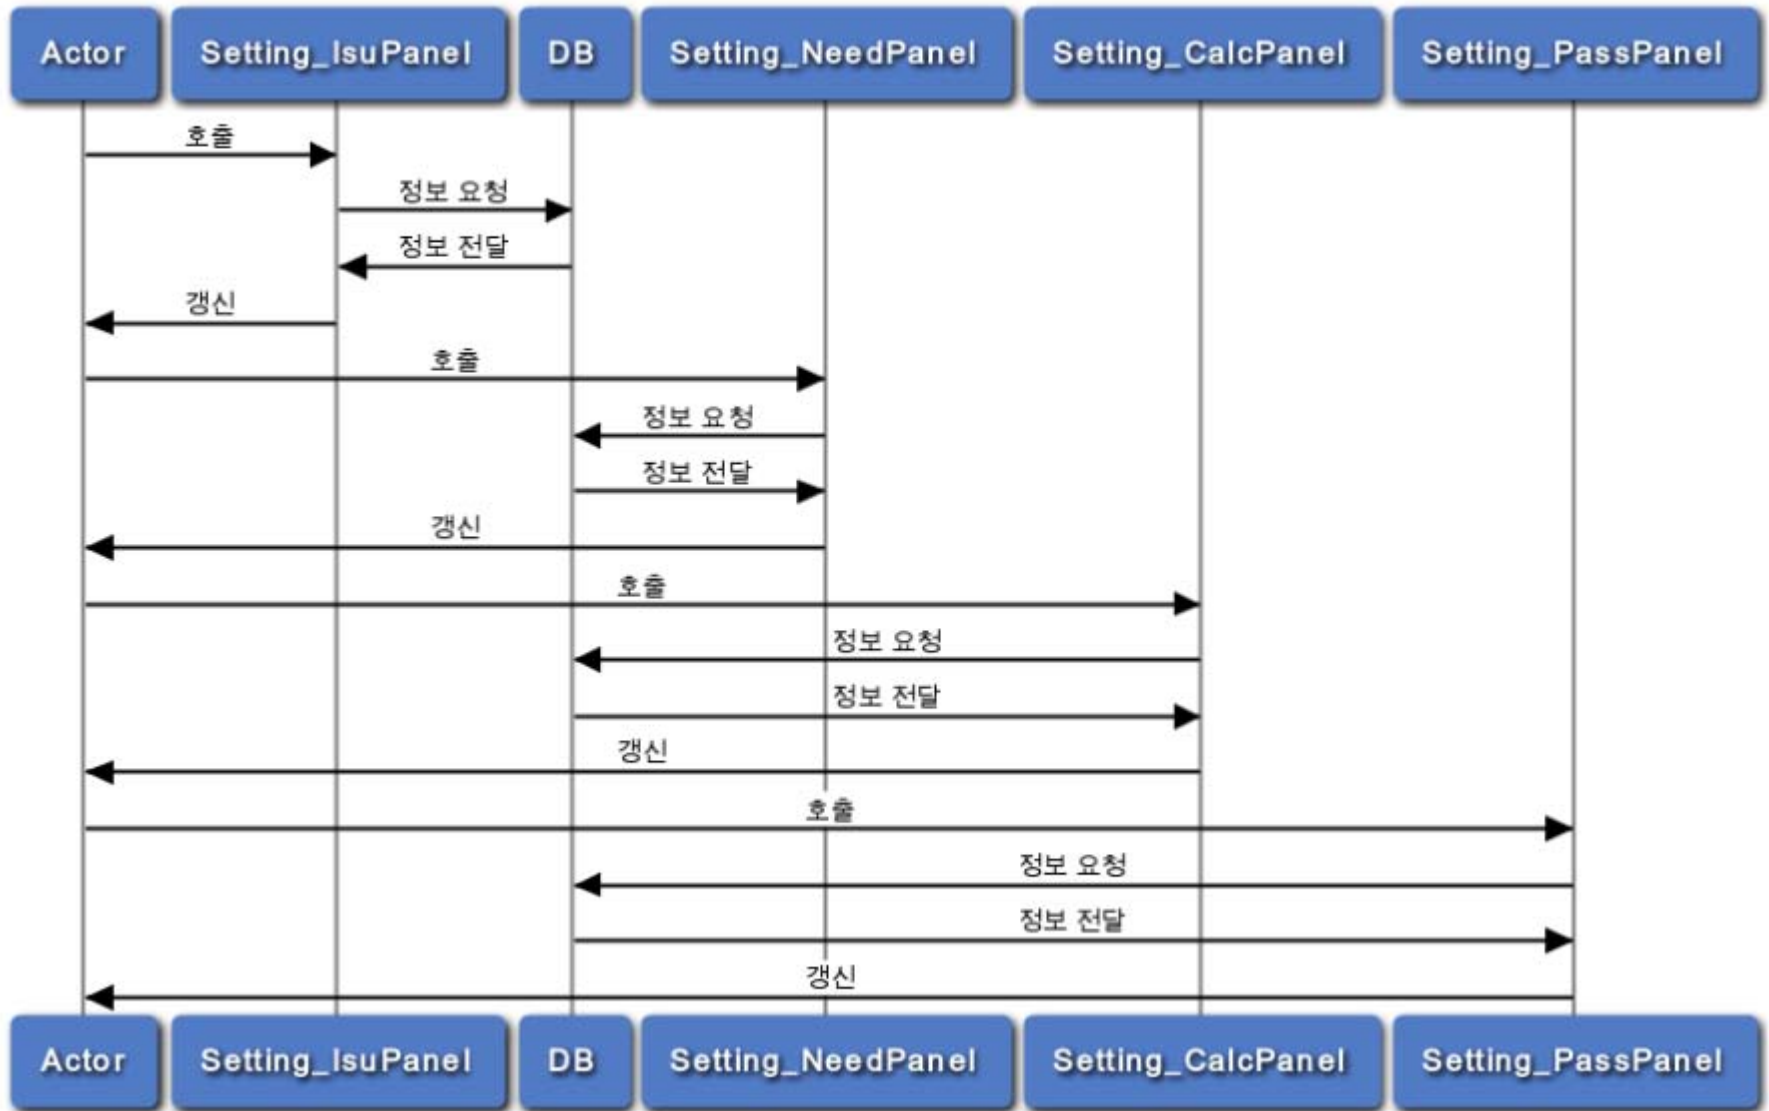 Actor Setting_IsuPanel DB Setting_NeedPanel Setting_CalcPanel Setting_PassPanel
호출
정보 요청
정보 전달
갱신
호출
정보 요청
정보 전달
갱신
호출
정보 요청
정보 전달
갱신
호출
정보 요청
정보 전달
갱신
Actor Setting_IsuPanel DB Setting_NeedPanel Setting_CalcPanel Setting_PassPanel